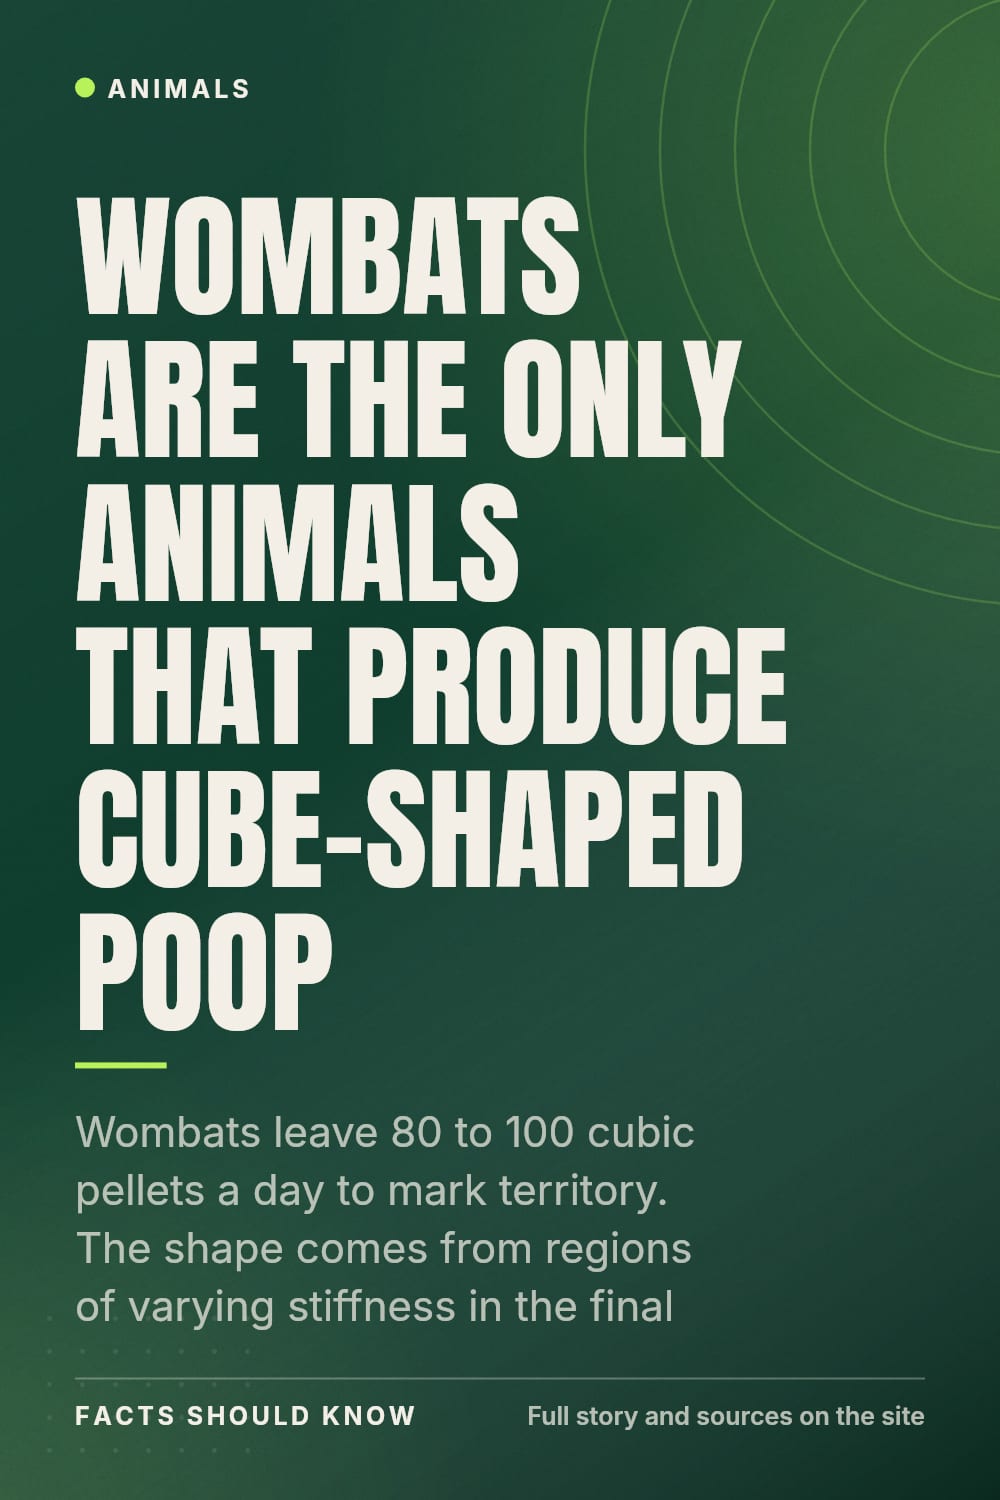 ANIMALS
WOMBATS
ARE THE ONLY
ANIMALS
THAT PRODUCE
CUBE-SHAPED
POOP
Wombats leave 80 to 100 cubic
pellets a day to mark territory.
The shape comes from regions
of varying stiffness in the final
FACTS SHOULD KNOW
Full story and sources on the site